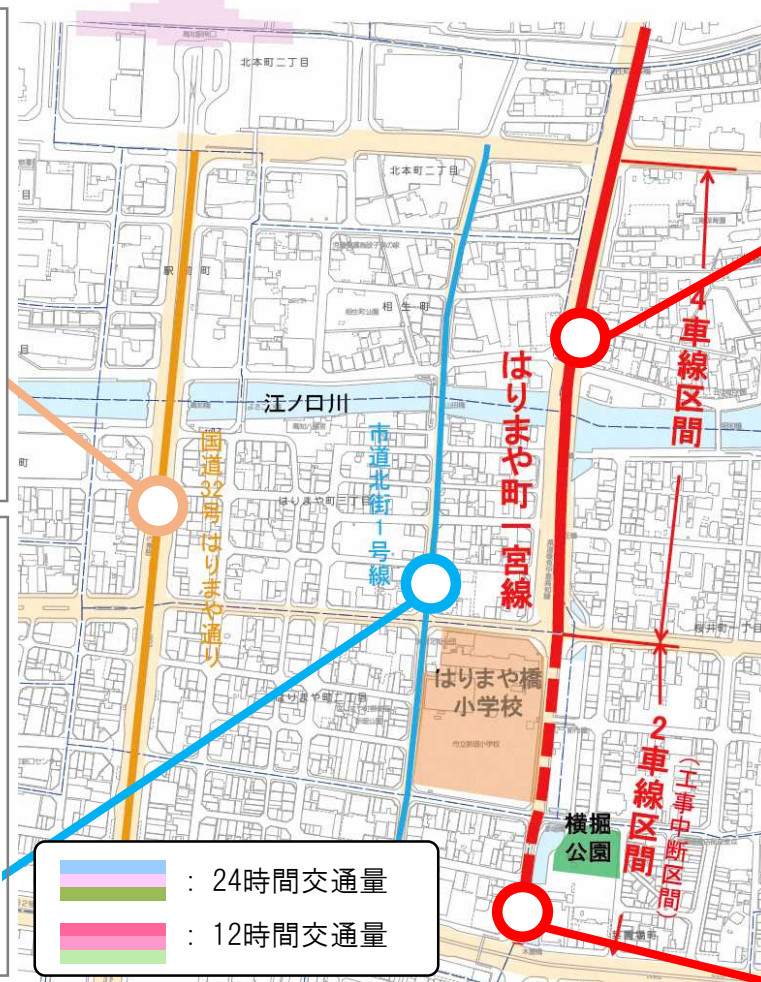 北本町二丁目
北本町二丁目
相生町
4車線区間
はりまや町一宮線
江ノ口川
市道北街1号線
国道32号はりまや通り
はりまや町三丁目
桜井町一丁目
はりまや橋
小学校
はりまや町二丁目
2車線区間
(工事中断区間)
横掘
公園
: 24時間交通量
: 12時間交通量